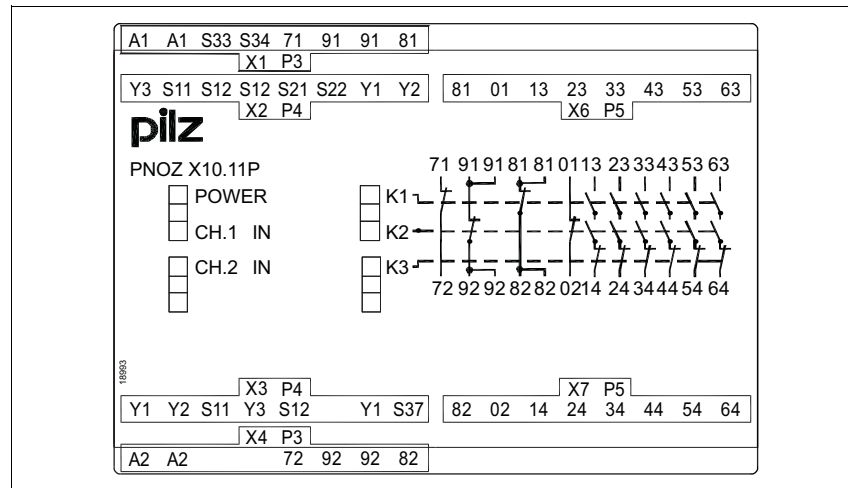 A1 A1 S33 S34 71 91 91 81
X1 P3
Y3 S11 S12 S12 S21 S22 Y1 Y2 81 01 13 23 33 43 53 63
X2 P4 X6 P5
pilz
PNOZ X10.11P 71 91 91 81 81 01 13 23 33 43 53 63
POWER K1
CH.1 IN K2
CH.2 IN K3
72 92 92 82 82 02 14 24 34 44 54 64
18993
X3 P4 X7 P5
Y1 Y2 S11 Y3 S12 Y1 S37 82 02 14 24 34 44 54 64
X4 P3
A2 A2 72 92 92 82